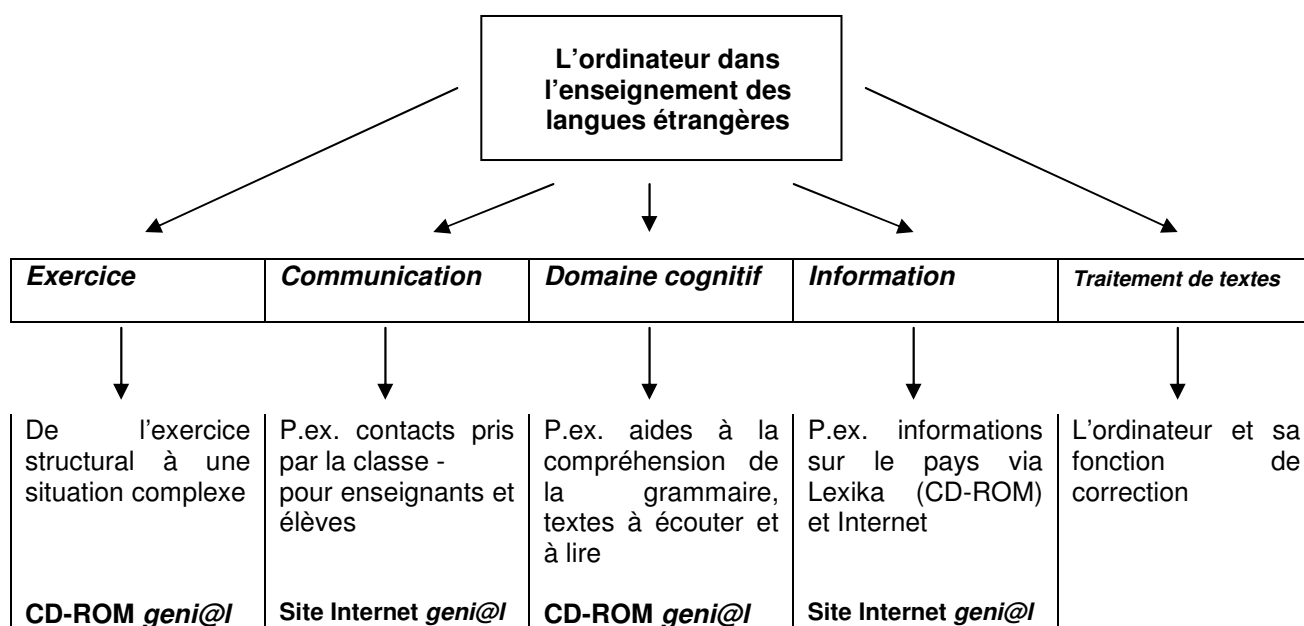 L'ordinateur dans
l'enseignement des
langues étrangères
Exercice
Communication
Domaine cognitif
Information
Traitement de textes
De l'exercice
structural à une
situation complexe
CD-ROM geni@l
P.ex. contacts pris
par la classe -
pour enseignants et
élèves
Site Internet geni@l
P.ex. aides à la
compréhension de
la grammaire,
textes à écouter et
à lire
CD-ROM geni@l
P.ex. informations
sur le pays via
Lexika (CD-ROM)
et Internet
Site Internet geni@l
L'ordinateur et sa
fonction de
correction